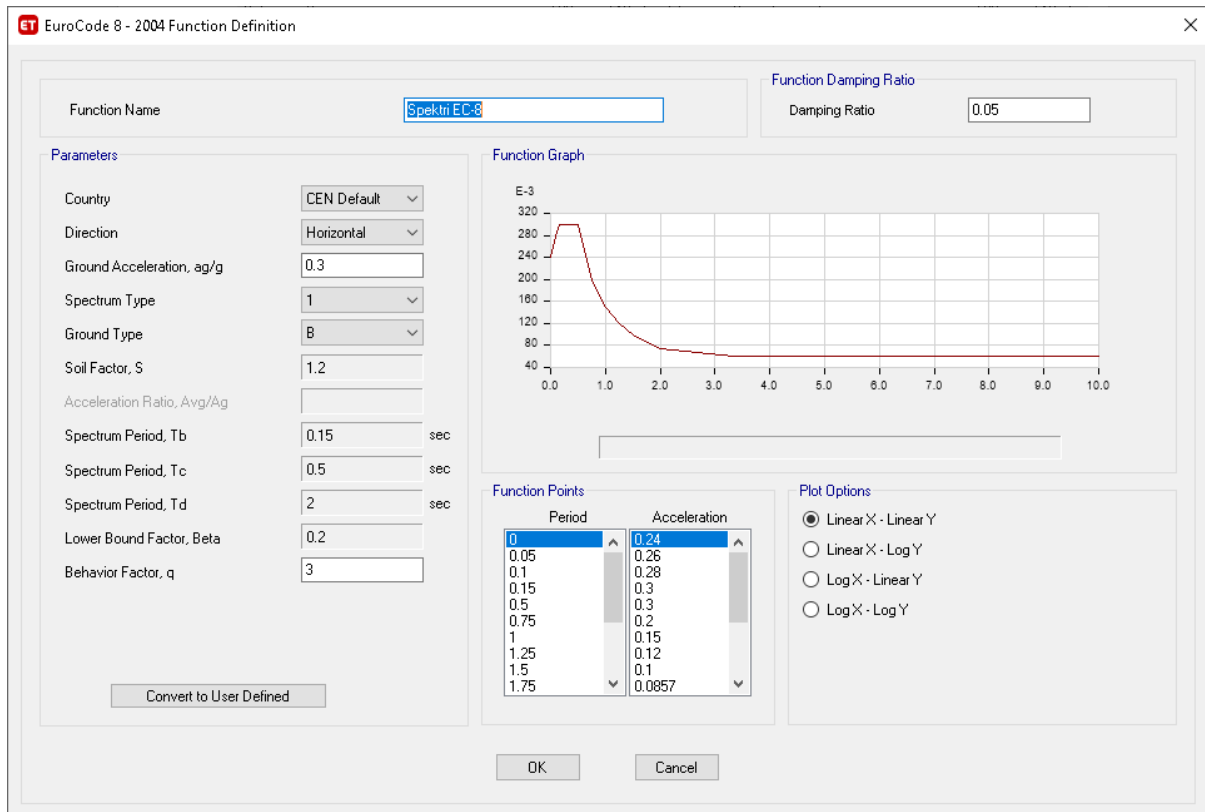 ET EuroCode 8 - 2004 Function Definition
Function Name
Spektri EC-8
Function Damping Ratio
Damping Ratio
0.05
Parameters
Country
CEN Default
Direction
Horizontal
Ground Acceleration, ag/g
0.3
Spectrum Type
1
Ground Type
B
Soil Factor, S
1.2
Acceleration Ratio, Avg/Ag
Spectrum Period, Tb
0.15
sec
Spectrum Period, Tc
0.5
sec
Spectrum Period, Td
2
sec
Lower Bound Factor, Beta
0.2
Behavior Factor, q
3
Convert to User Defined
Function Graph
E-3
320
280
240
200
160
120
80
40
0.0 1.0 2.0 3.0 4.0 5.0 6.0 7.0 8.0 9.0 10.0
Function Points
Period Acceleration
0 0.24
0.05 0.26
0.1 0.28
0.15 0.3
0.5 0.3
0.75 0.2
1 0.15
1.25 0.12
1.5 0.1
1.75 0.0857
Plot Options
Linear X - Linear Y
Linear X - Log Y
Log X - Linear Y
Log X - Log Y
OK
Cancel